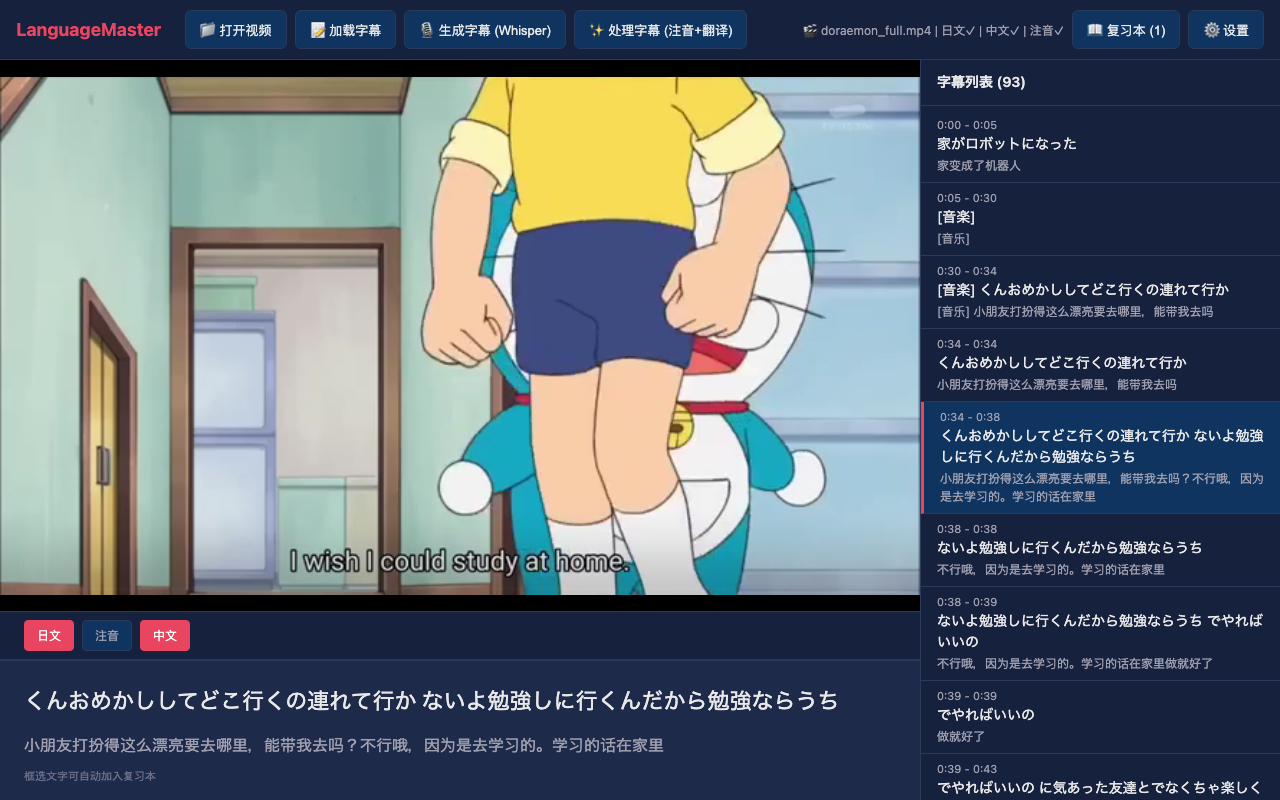 LanguageMaster
📁 打开视频
📝 加载字幕
🎙️ 生成字幕 (Whisper)
✨ 处理字幕 (注音+翻译)
🎬 doraemon_full.mp4 | 日文✓ | 中文✓ | 注音✓
📖 复习本 (1)
⚙️ 设置
I wish I could study at home.
日文
注音
中文
くんおめかししてどこ行くの連れて行か ないよ勉強しに行くんだから勉強ならうち
小朋友打扮得这么漂亮要去哪里，能带我去吗？不行哦，因为是去学习的。学习的话在家里
框选文字可自动加入复习本
字幕列表 (93)
0:00 - 0:05
家がロボットになった
家变成了机器人
0:05 - 0:30
[音楽]
[音乐]
0:30 - 0:34
[音楽] くんおめかししてどこ行くの連れて行か
[音乐] 小朋友打扮得这么漂亮要去哪里，能带我去吗
0:34 - 0:34
くんおめかししてどこ行くの連れて行か
小朋友打扮得这么漂亮要去哪里，能带我去吗
0:34 - 0:38
くんおめかししてどこ行くの連れて行か ないよ勉強
しに行くんだから勉強ならうち
小朋友打扮得这么漂亮要去哪里，能带我去吗？不行哦，因为
是去学习的。学习的话在家里
0:38 - 0:38
ないよ勉強しに行くんだから勉強ならうち
不行哦，因为是去学习的。学习的话在家里
0:38 - 0:39
ないよ勉強しに行くんだから勉強ならうち でやれば
いいの
不行哦，因为是去学习的。学习的话在家里做就好了
0:39 - 0:39
でやればいいの
做就好了
0:39 - 0:43
でやればいいの に気あった友達とでなくちゃ楽しく